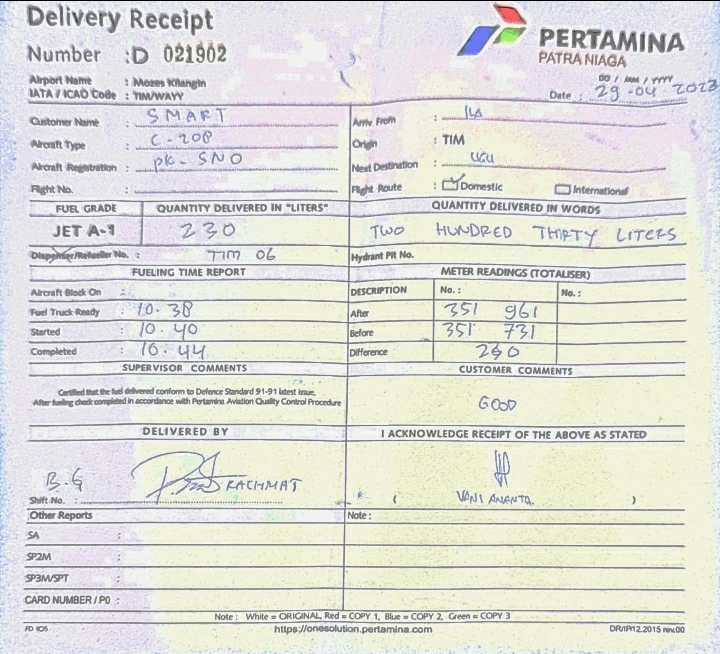 Delivery Receipt
Number :D 021902
PERTAMINA
PATRA NIAGA
Airport Name : Mozes Kilangin
IATA / ICAO Code : TIM/WAYY
DD / MM / YYYY
Date : 29-04 2023
Customer Name : SMART
Arriv. From : ILA
Aircraft Type : C-208
Origin : TIM
Aircraft Registration : PK-SNO
Next Destination : UGU
Flight No. :
Flight Route : Domestic International
FUEL GRADE QUANTITY DELIVERED IN "LITERS" QUANTITY DELIVERED IN WORDS
JET A-1 230 TWO HUNDRED THIRTY LITERS
Dispenser/Refueller No. : TIM 06 Hydrant Pit No.
FUELING TIME REPORT METER READINGS (TOTALISER)
Aircraft Block On : - DESCRIPTION No. : No. :
Fuel Truck Ready : 10.38 After 351 961
Started : 10.40 Before 351 731
Completed : 10.44 Difference 230
SUPERVISOR COMMENTS CUSTOMER COMMENTS
Certified that the fuel delivered conform to Defence Standard 91-91 latest issue.
After fueling check completed in accordance with Pertamina Aviation Quality Control Procedure
GOOD
DELIVERED BY I ACKNOWLEDGE RECEIPT OF THE ABOVE AS STATED
B.G RACHMAT
Shift No. : ( VANI ANANTA. )
Other Reports Note :
SA :
SP2M :
SP3M/SPT :
CARD NUMBER / PO :
Note : White = ORIGINAL, Red = COPY 1, Blue = COPY 2, Green = COPY 3
FD 105 https://onesolution.pertamina.com DR/IP/12.2015 rev.00